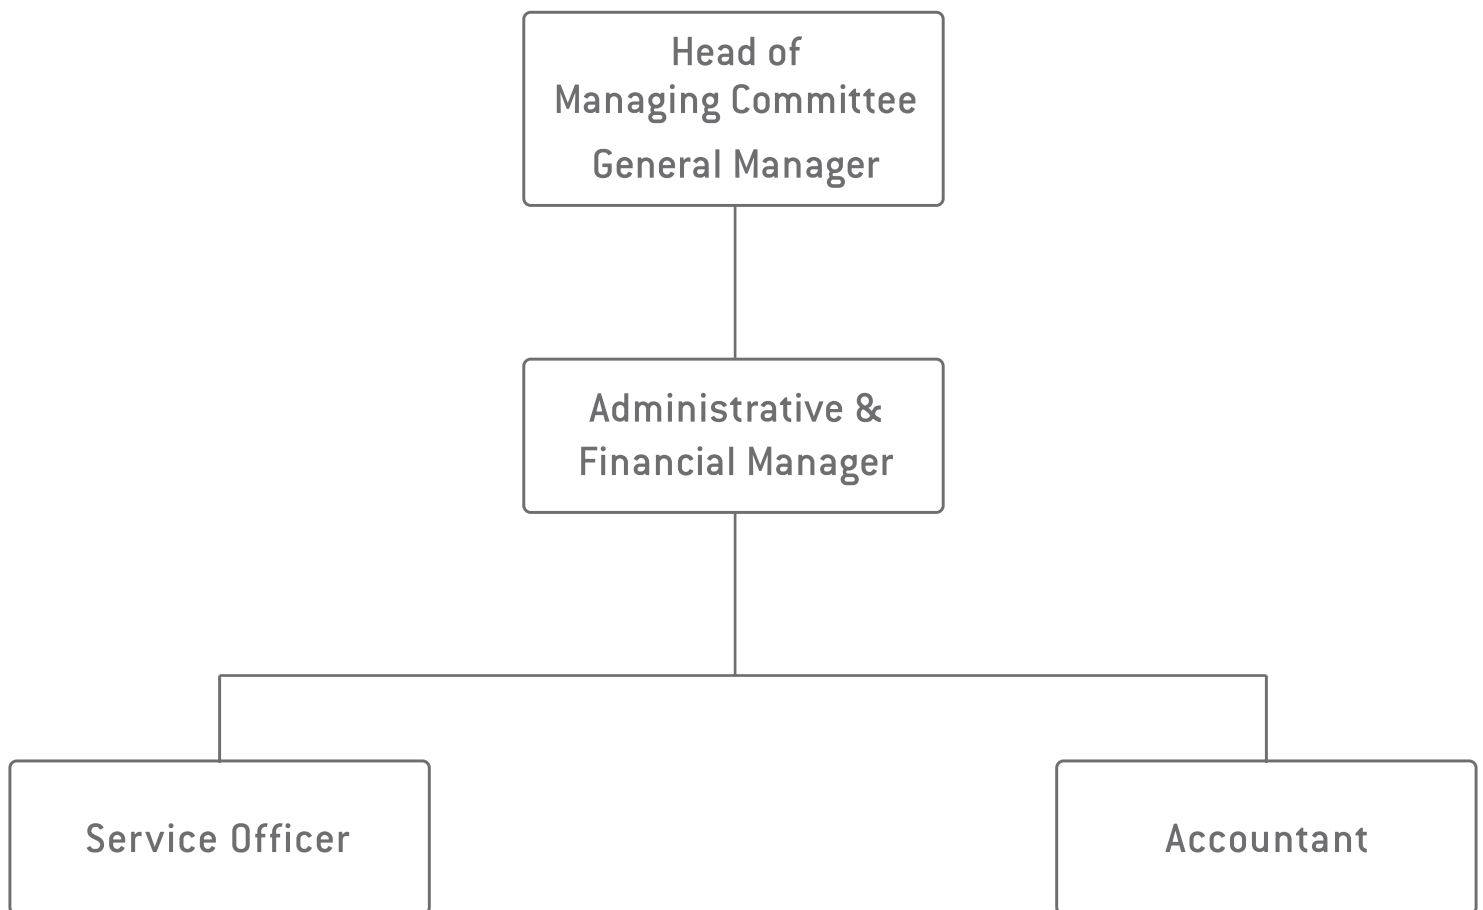 Head of
Managing Committee
General Manager
Administrative &
Financial Manager
Service Officer
Accountant